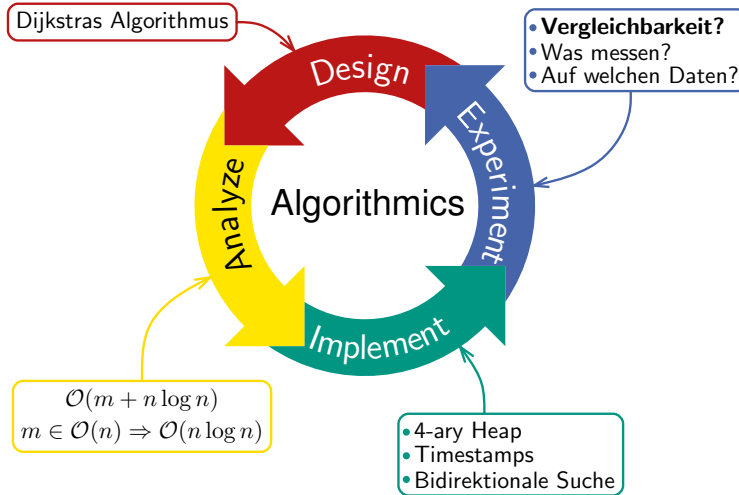 Dijkstras Algorithmus
• Vergleichbarkeit?
• Was messen?
• Auf welchen Daten?
Design
Experiment
Analyze
Algorithmics
Implement
𝒪(m + n log n)
m ∈ 𝒪(n) ⇒ 𝒪(n log n)
• 4-ary Heap
• Timestamps
• Bidirektionale Suche